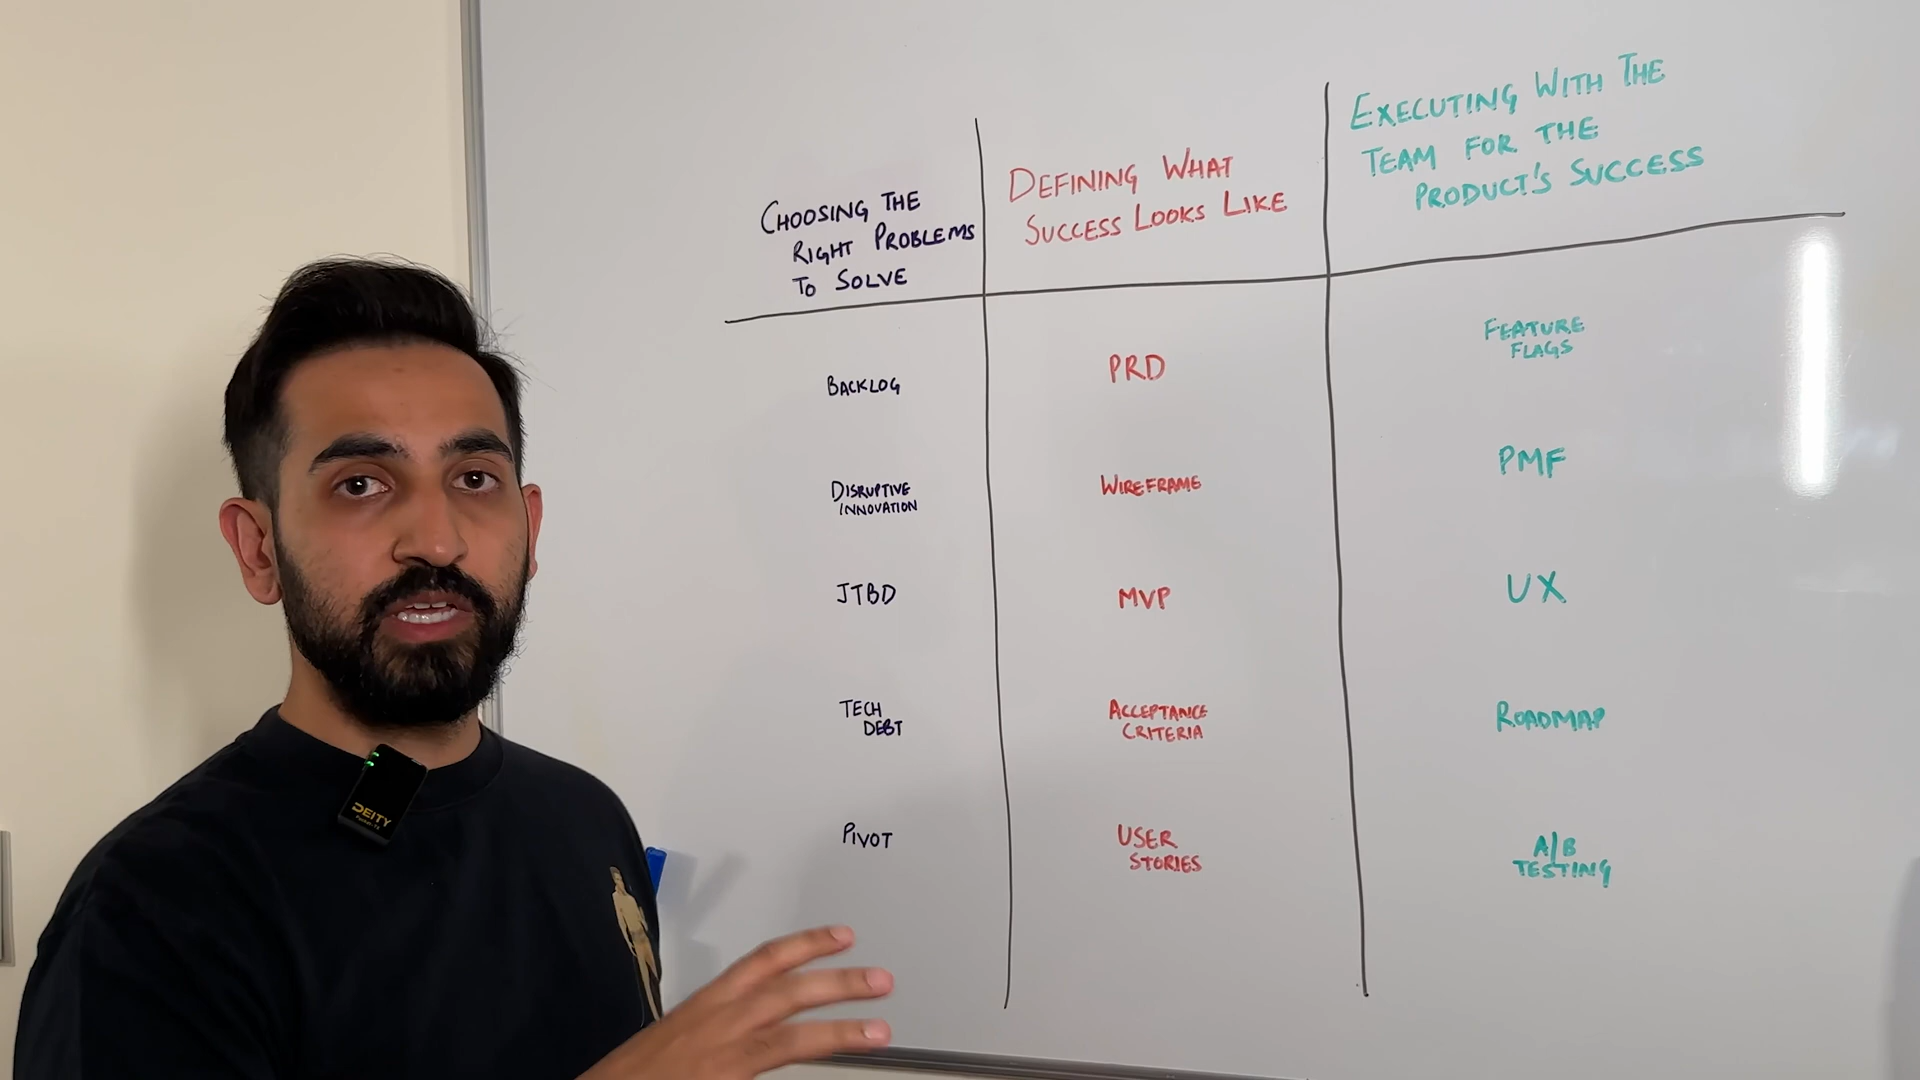 CHOOSING THE
RIGHT PROBLEMS
TO SOLVE
DEFINING WHAT
SUCCESS LOOKS LIKE
EXECUTING WITH THE
TEAM FOR THE
PRODUCT'S SUCCESS
BACKLOG
DISRUPTIVE
INNOVATION
JTBD
TECH
DEBT
PIVOT
PRD
WIREFRAME
MVP
ACCEPTANCE
CRITERIA
USER
STORIES
FEATURE
FLAGS
PMF
UX
ROADMAP
A/B
TESTING
DEITY